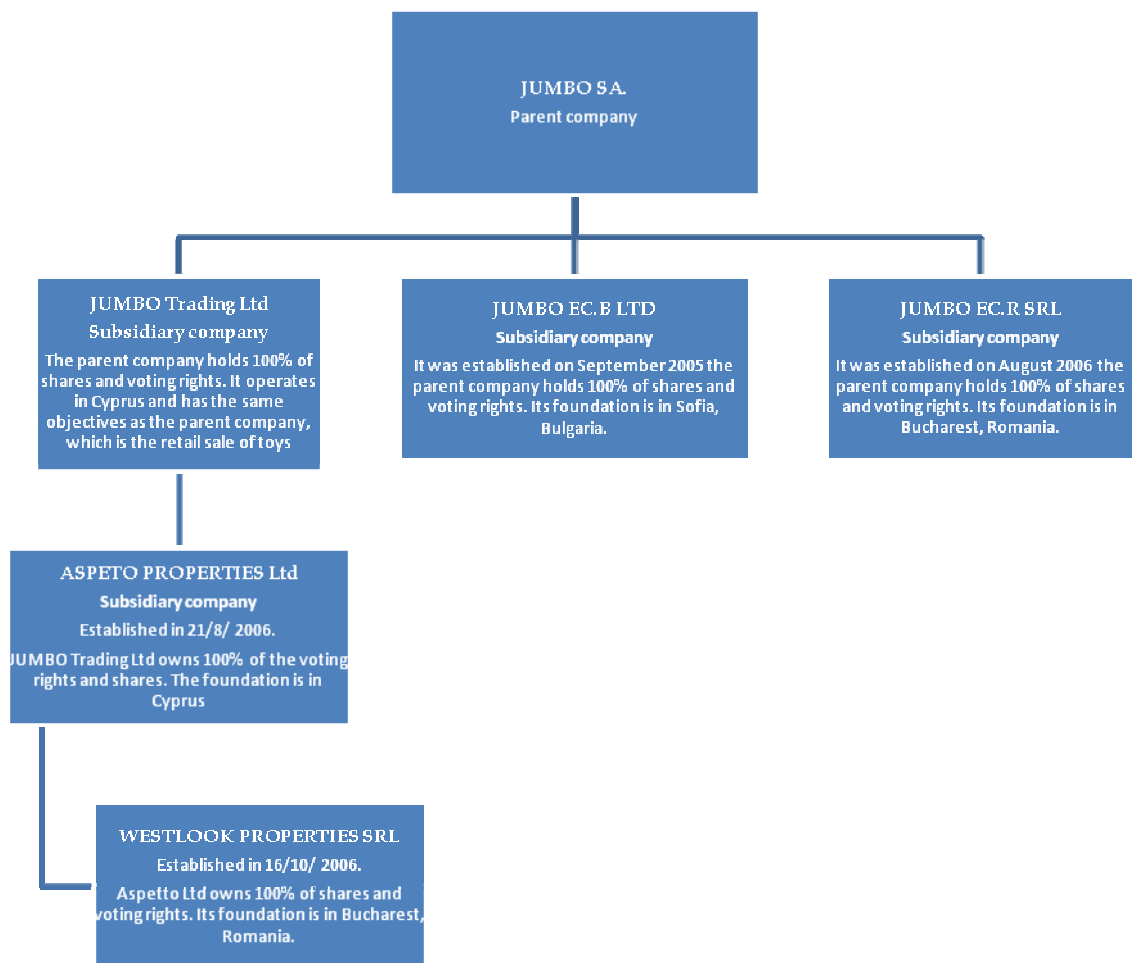 JUMBO SA.
Parent company
JUMBO Trading Ltd
Subsidiary company
The parent company holds 100% of
shares and voting rights. It operates
in Cyprus and has the same
objectives as the parent company,
which is the retail sale of toys
JUMBO EC.B LTD
Subsidiary company
It was established on September 2005 the
parent company holds 100% of shares and
voting rights. Its foundation is in Sofia,
Bulgaria.
JUMBO EC.R SRL
Subsidiary company
It was established on August 2006 the
parent company holds 100% of shares
and voting rights. Its foundation is in
Bucharest, Romania.
ASPETO PROPERTIES Ltd
Subsidiary company
Established in 21/8/ 2006.
JUMBO Trading Ltd owns 100% of the voting
rights and shares. The foundation is in
Cyprus
WESTLOOK PROPERTIES SRL
Established in 16/10/ 2006.
Aspetto Ltd owns 100% of shares and
voting rights. Its foundation is in Bucharest,
Romania.